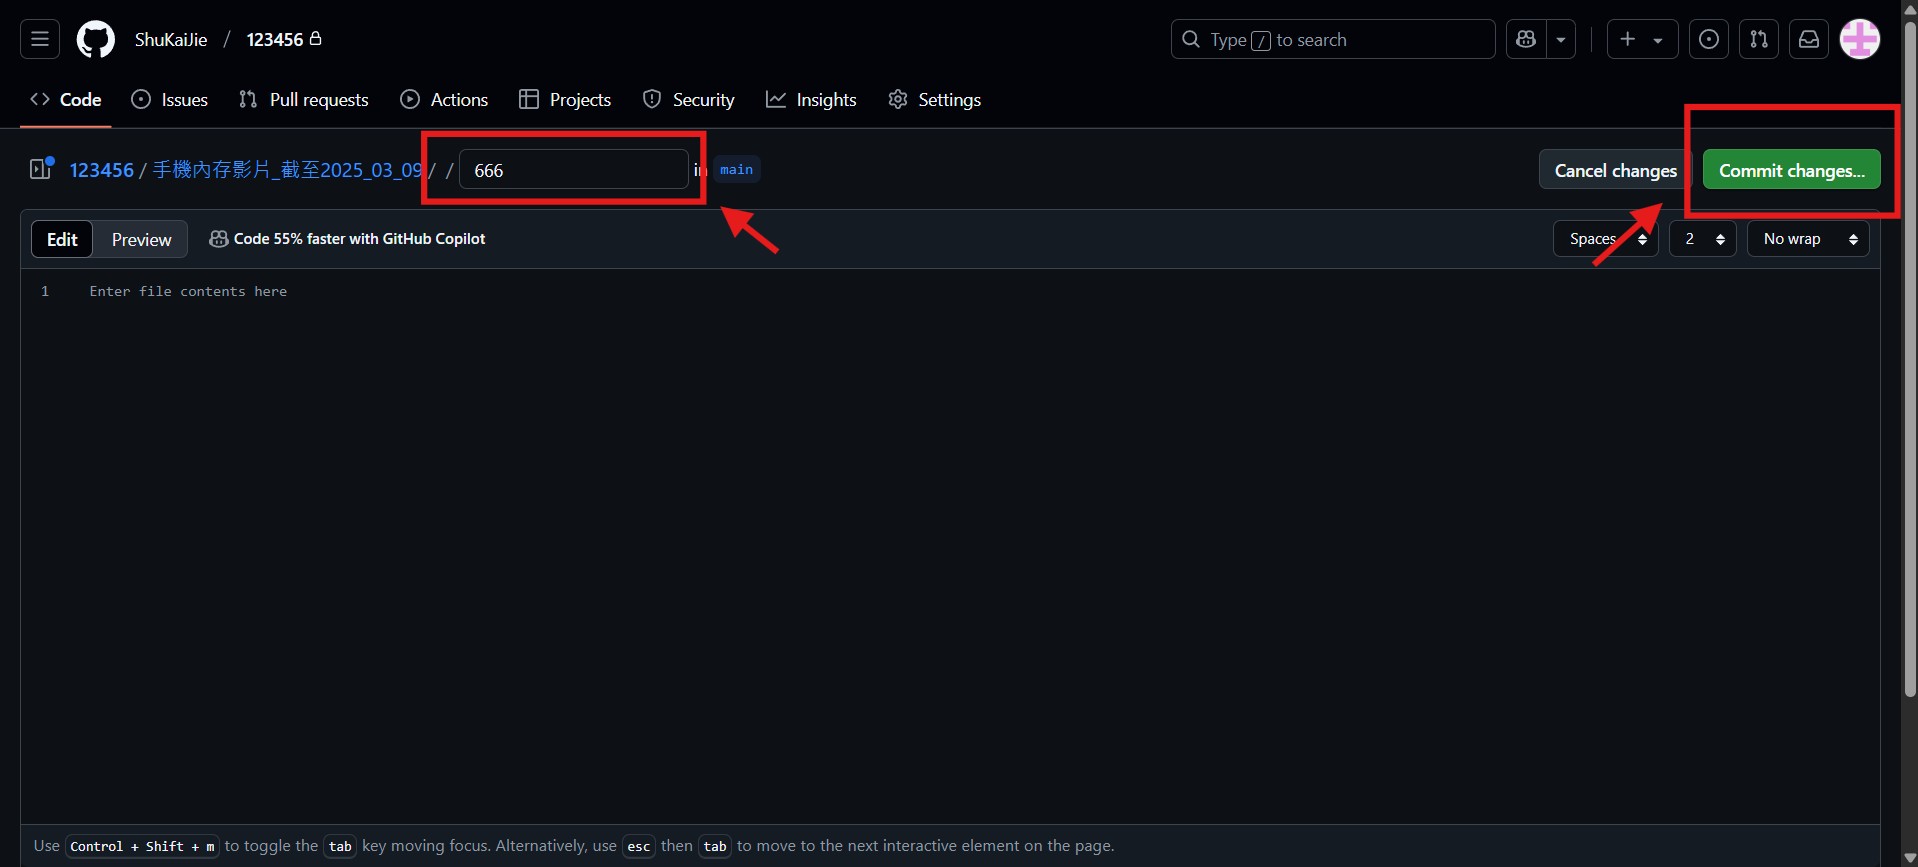 ShuKaiJie / 123456
Type / to search
Code Issues Pull requests Actions Projects Security Insights Settings
123456 / 手機內存影片_截至2025_03_09 / / 666 in main
Cancel changes Commit changes...
Edit Preview Code 55% faster with GitHub Copilot Spaces 2 No wrap
1 Enter file contents here
Use Control + Shift + m to toggle the tab key moving focus. Alternatively, use esc then tab to move to the next interactive element on the page.